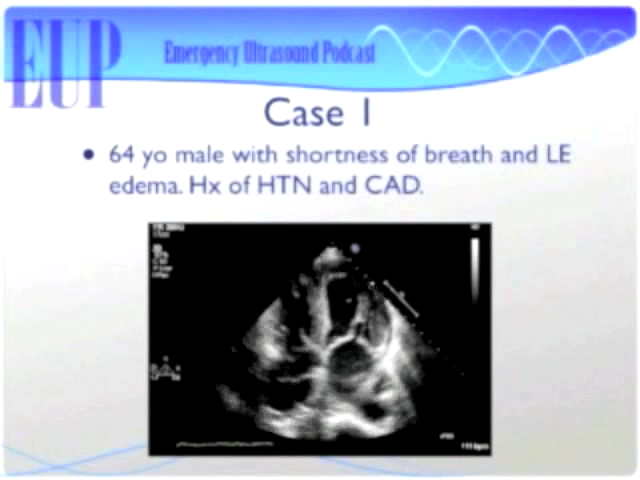 EUP
Emergency Ultrasound Podcast
Case 1
• 64 yo male with shortness of breath and LE
edema. Hx of HTN and CAD.